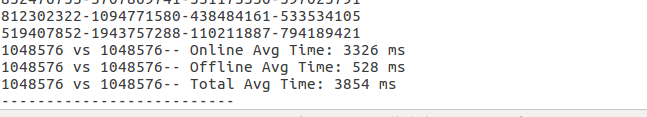 812302322-1094771580-438484161-533534105
519407852-1943757288-110211887-794189421
1048576 vs 1048576-- Online Avg Time: 3326 ms
1048576 vs 1048576-- Offline Avg Time: 528 ms
1048576 vs 1048576-- Total Avg Time: 3854 ms
--------------------------